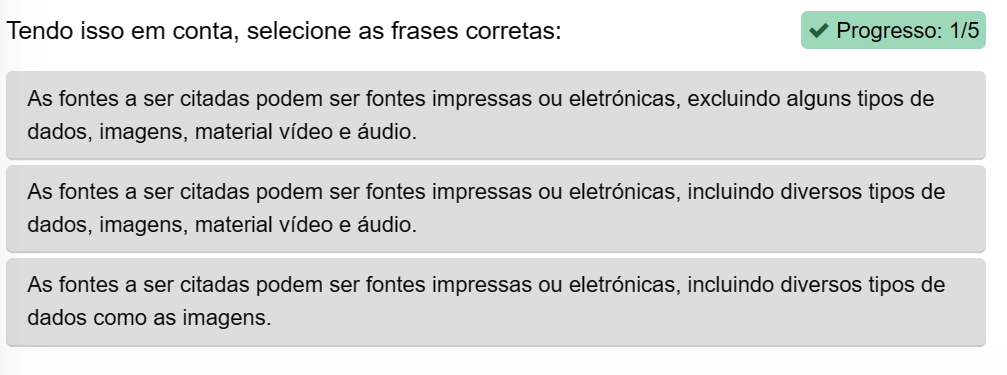 Tendo isso em conta, selecione as frases corretas:
✔ Progresso: 1/5
As fontes a ser citadas podem ser fontes impressas ou eletrónicas, excluindo alguns tipos de
dados, imagens, material vídeo e áudio.
As fontes a ser citadas podem ser fontes impressas ou eletrónicas, incluindo diversos tipos de
dados, imagens, material vídeo e áudio.
As fontes a ser citadas podem ser fontes impressas ou eletrónicas, incluindo diversos tipos de
dados como as imagens.